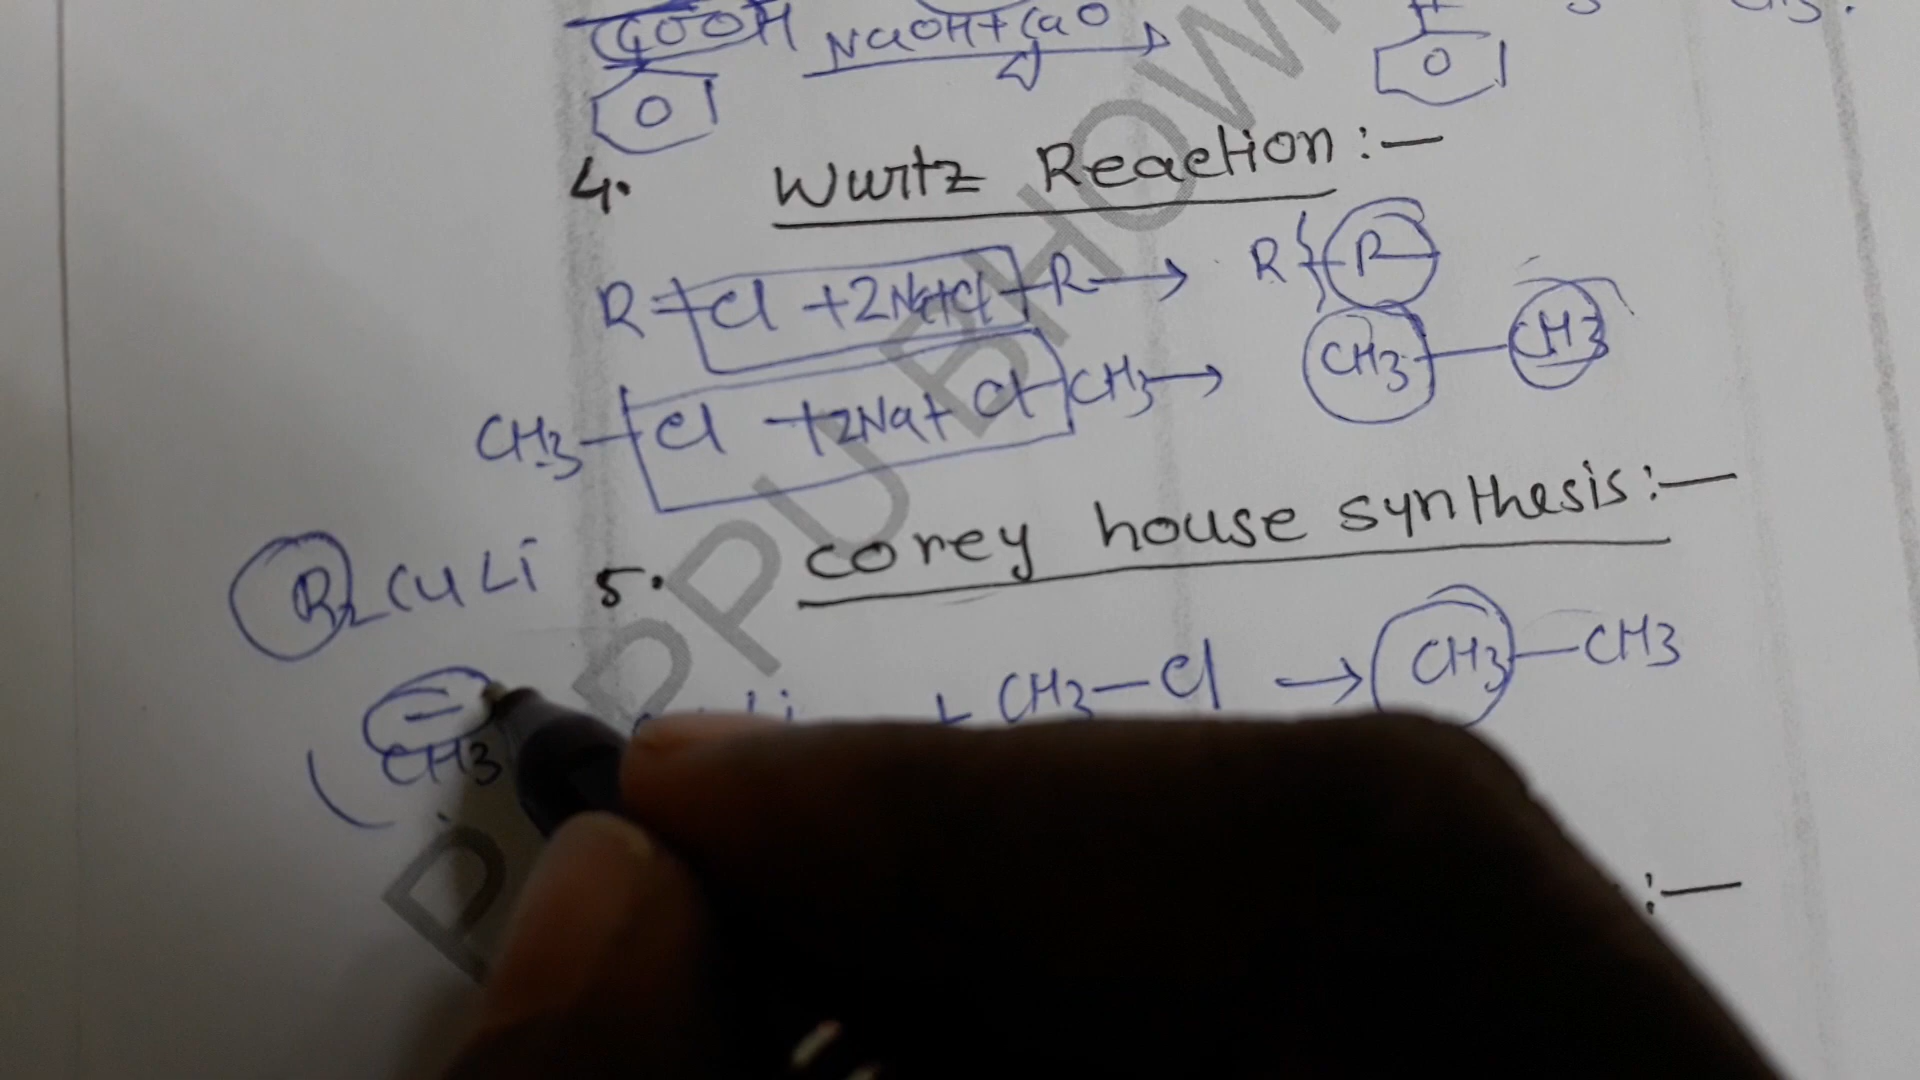 COOH NaOH+CaO
4. Wurtz Reaction:-
R-Cl +2Na+Cl-R → R-R
CH3-Cl +2Na+ Cl-CH3 → CH3-CH3
5. corey house synthesis:-
R2CuLi
(CH3 + CH3-Cl → CH3-CH3
:-